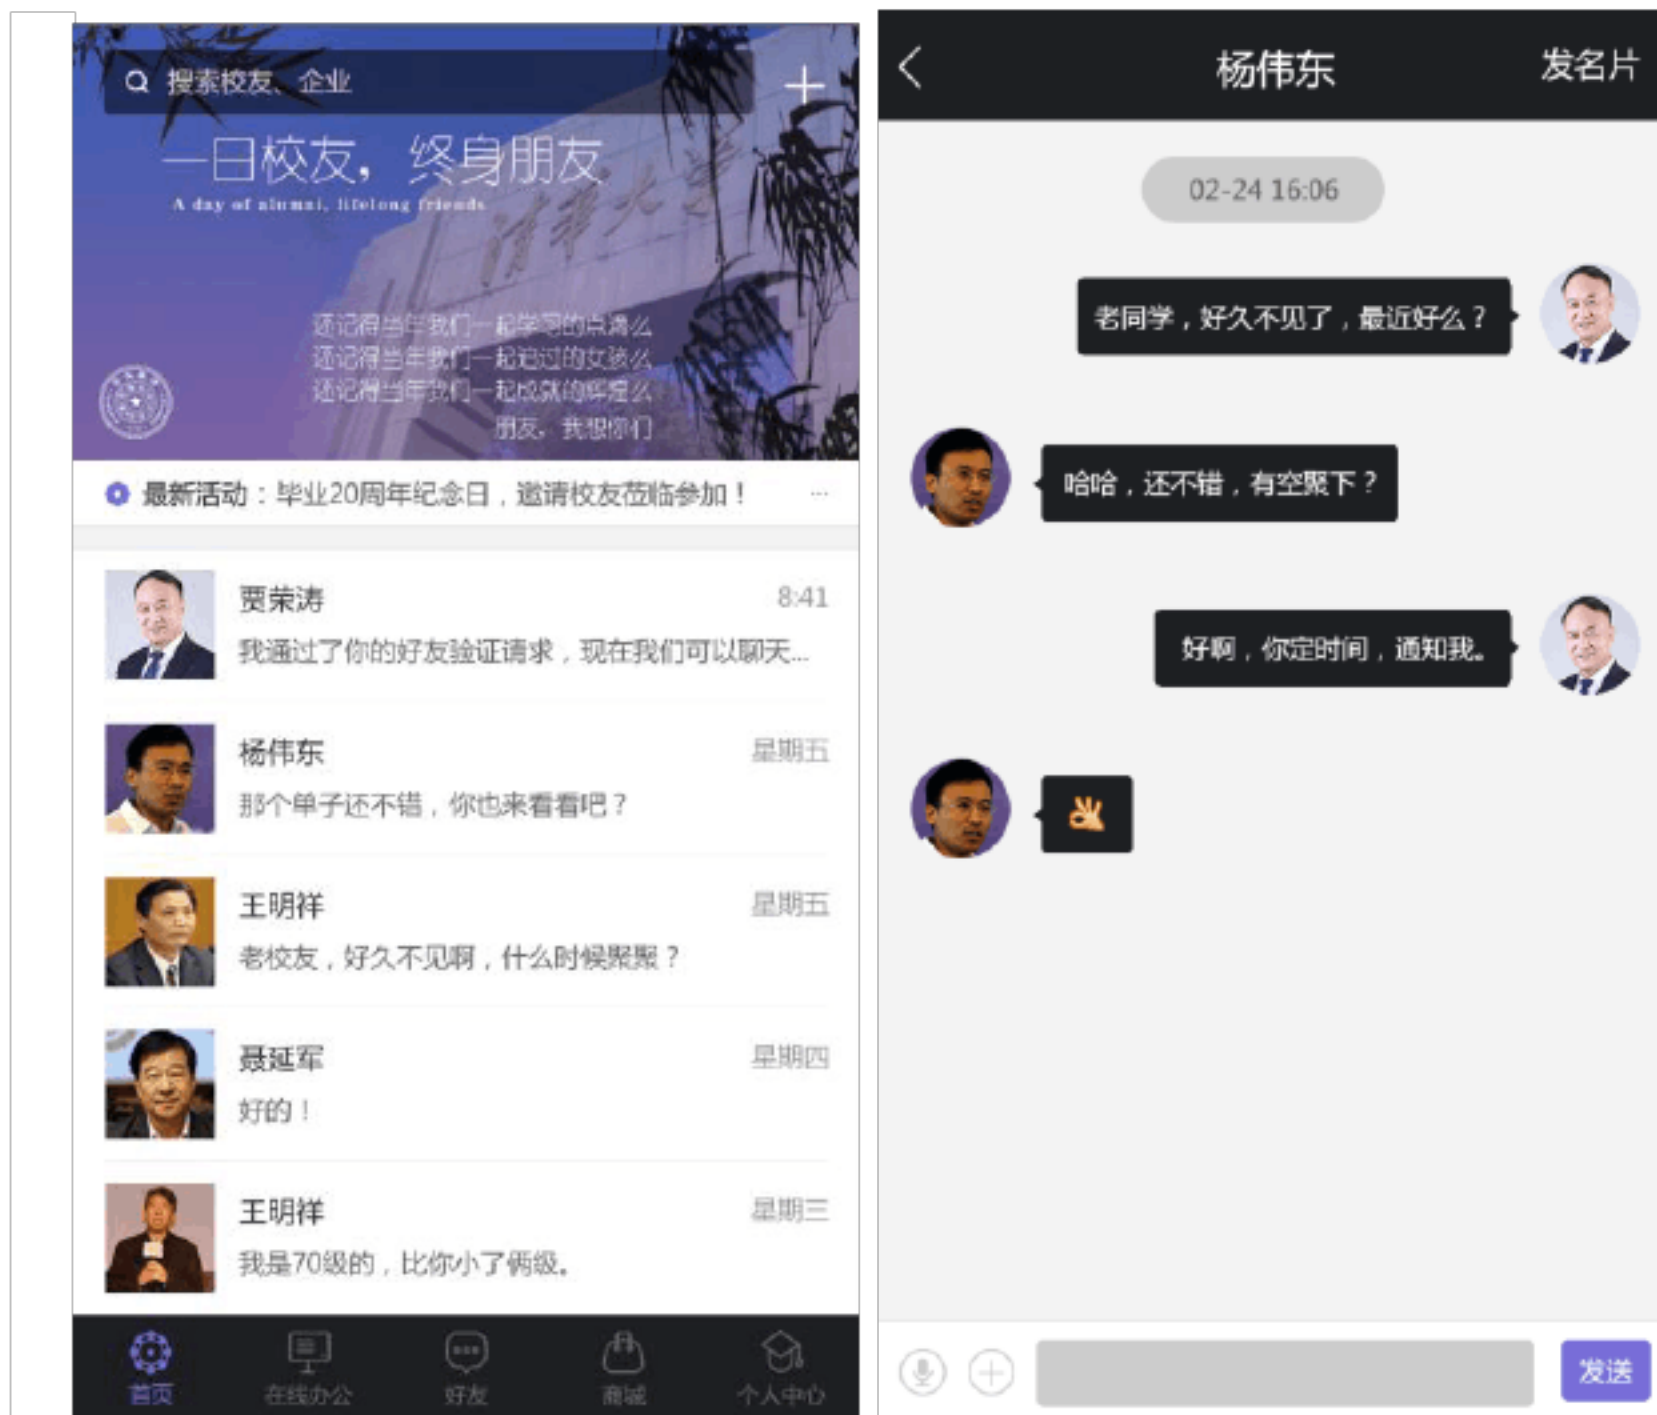 搜索校友、企业
一日校友，终身朋友
A day of alumni, lifelong friends
清华大学
还记得当年我们一起学习的点滴么
还记得当年我们一起追过的女孩么
还记得当年我们一起成就的辉煌么
朋友，我想你们
最新活动：毕业20周年纪念日，邀请校友莅临参加！ ...
贾荣涛 8:41
我通过了你的好友验证请求，现在我们可以聊天...
杨伟东 星期五
那个单子还不错，你也来看看吧？
王明祥 星期五
老校友，好久不见啊，什么时候聚聚？
聂延军 星期四
好的！
王明祥 星期三
我是70级的，比你小了俩级。
首页 在线办公 好友 商城 个人中心
杨伟东 发名片
02-24 16:06
老同学，好久不见了，最近好么？
哈哈，还不错，有空聚下？
好啊，你定时间，通知我。
发送